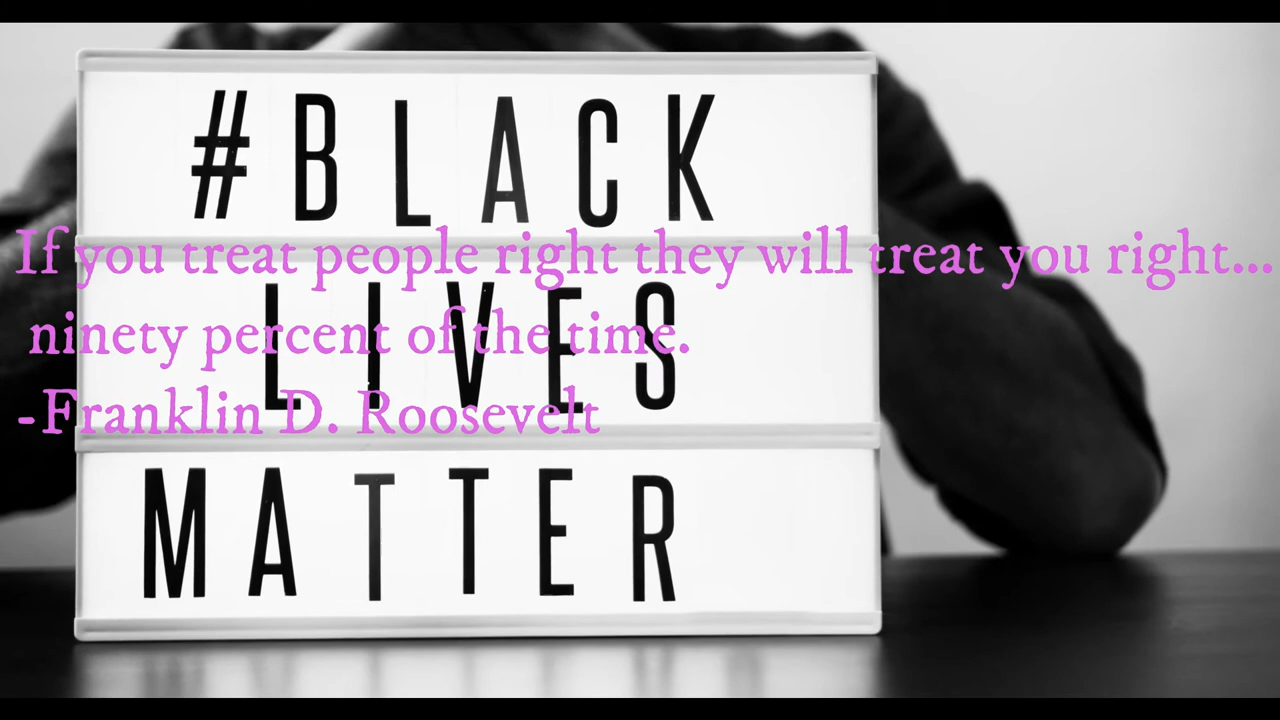 #BLACK
LIVES
MATTER
If you treat people right they will treat you right...
ninety percent of the time.
-Franklin D. Roosevelt